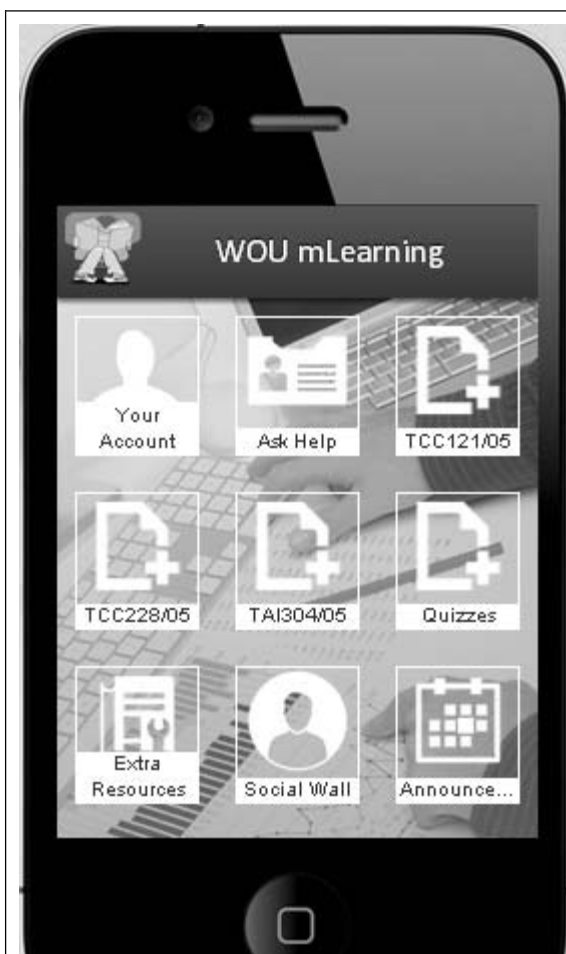 WOU mLearning
Your
Account
Ask Help
TCC121/05
TCC228/05
TAI304/05
Quizzes
Extra
Resources
Social Wall
Announce...